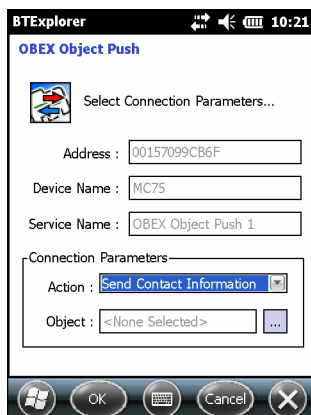 BTExplorer 10:21
OBEX Object Push
Select Connection Parameters...
Address : 00157099CB6F
Device Name : MC75
Service Name : OBEX Object Push 1
Connection Parameters
Action : Send Contact Information
Object : <None Selected> ...
OK Cancel